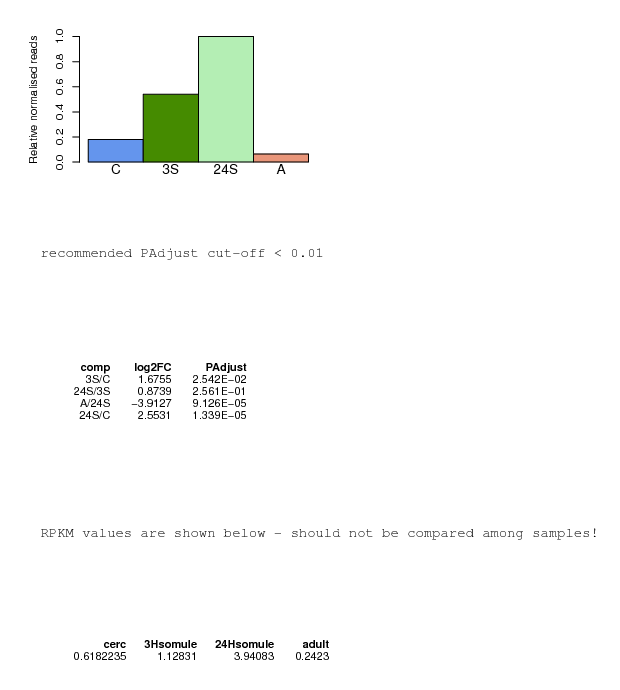 Relative normalised reads
1.0
0.8
0.6
0.4
0.2
0.0
C 3S 24S A
recommended PAdjust cut-off < 0.01
comp log2FC PAdjust
3S/C 1.6755 2.542E−02
24S/3S 0.8739 2.561E−01
A/24S −3.9127 9.126E−05
24S/C 2.5531 1.339E−05
RPKM values are shown below - should not be compared among samples!
cerc 3Hsomule 24Hsomule adult
0.6182235 1.12831 3.94083 0.2423